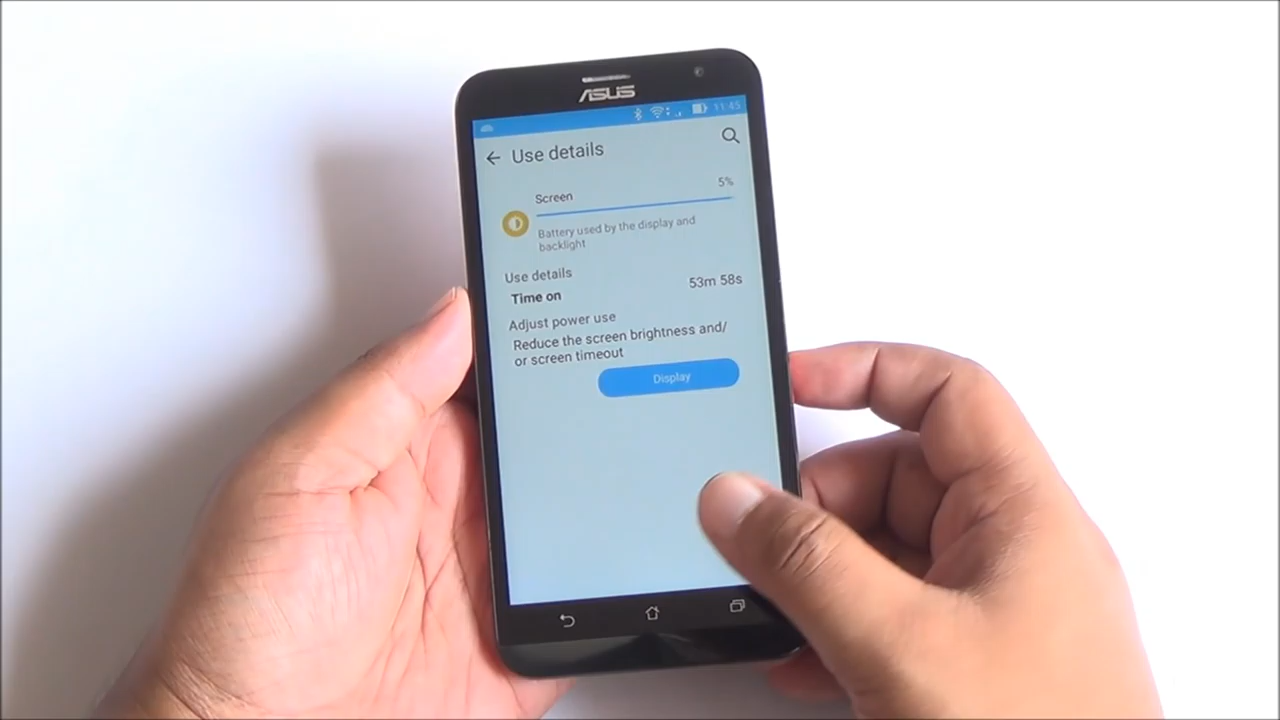 ASUS
11:45
Use details
Screen
5%
Battery used by the display and
backlight
Use details
Time on
53m 58s
Adjust power use
Reduce the screen brightness and/
or screen timeout
Display